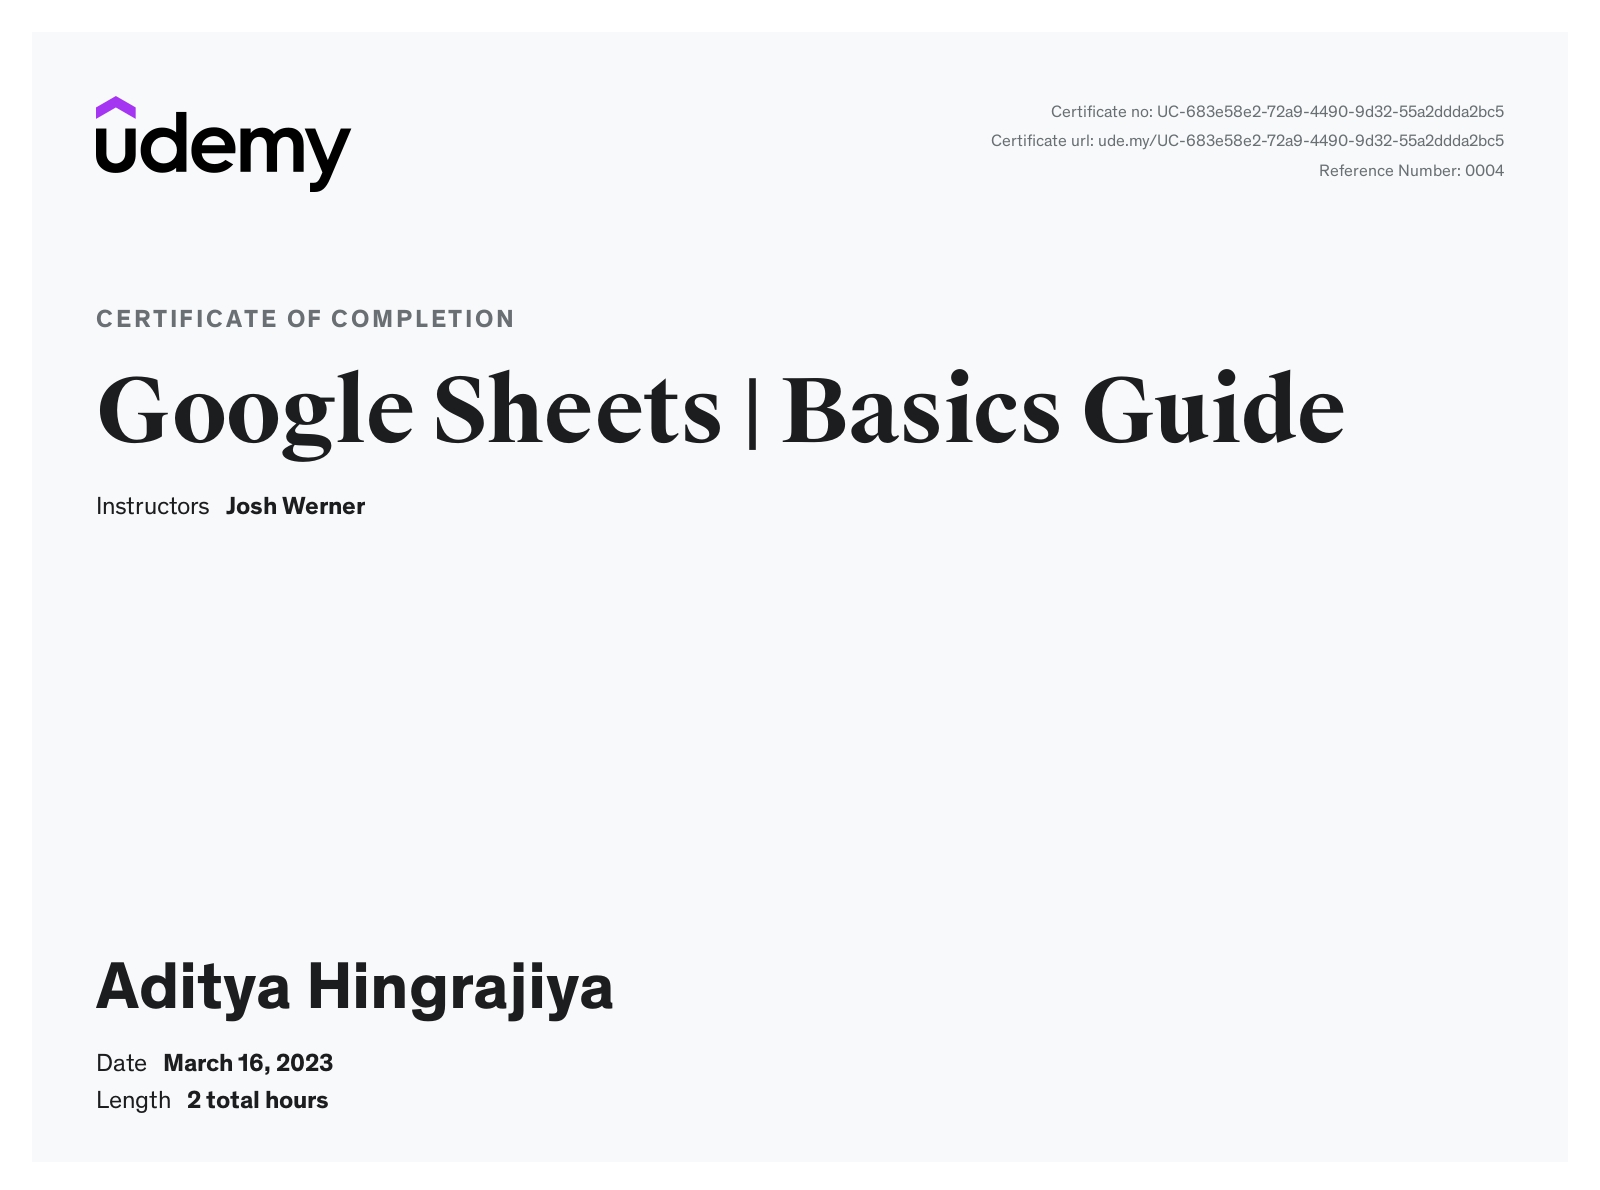 udemy
Certificate no: UC-683e58e2-72a9-4490-9d32-55a2ddda2bc5
Certificate url: ude.my/UC-683e58e2-72a9-4490-9d32-55a2ddda2bc5
Reference Number: 0004
CERTIFICATE OF COMPLETION
Google Sheets | Basics Guide
Instructors Josh Werner
Aditya Hingrajiya
Date March 16, 2023
Length 2 total hours